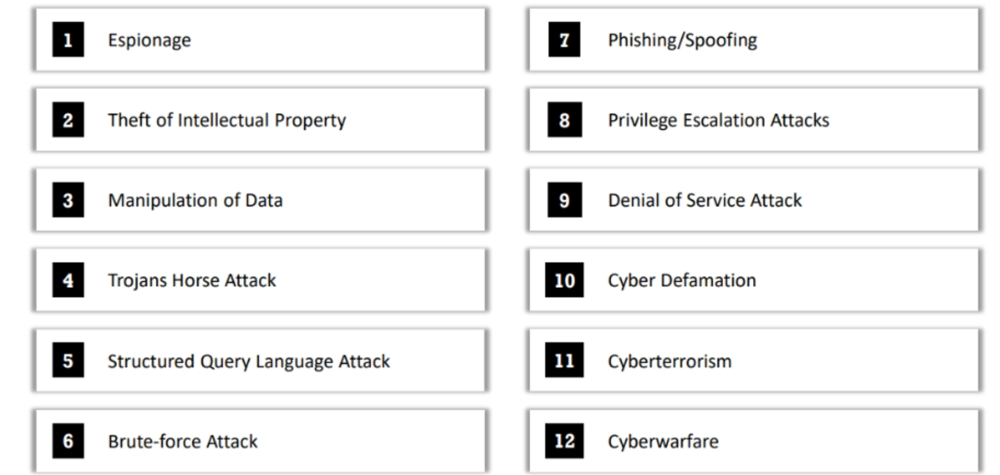 1 Espionage
2 Theft of Intellectual Property
3 Manipulation of Data
4 Trojans Horse Attack
5 Structured Query Language Attack
6 Brute-force Attack
7 Phishing/Spoofing
8 Privilege Escalation Attacks
9 Denial of Service Attack
10 Cyber Defamation
11 Cyberterrorism
12 Cyberwarfare